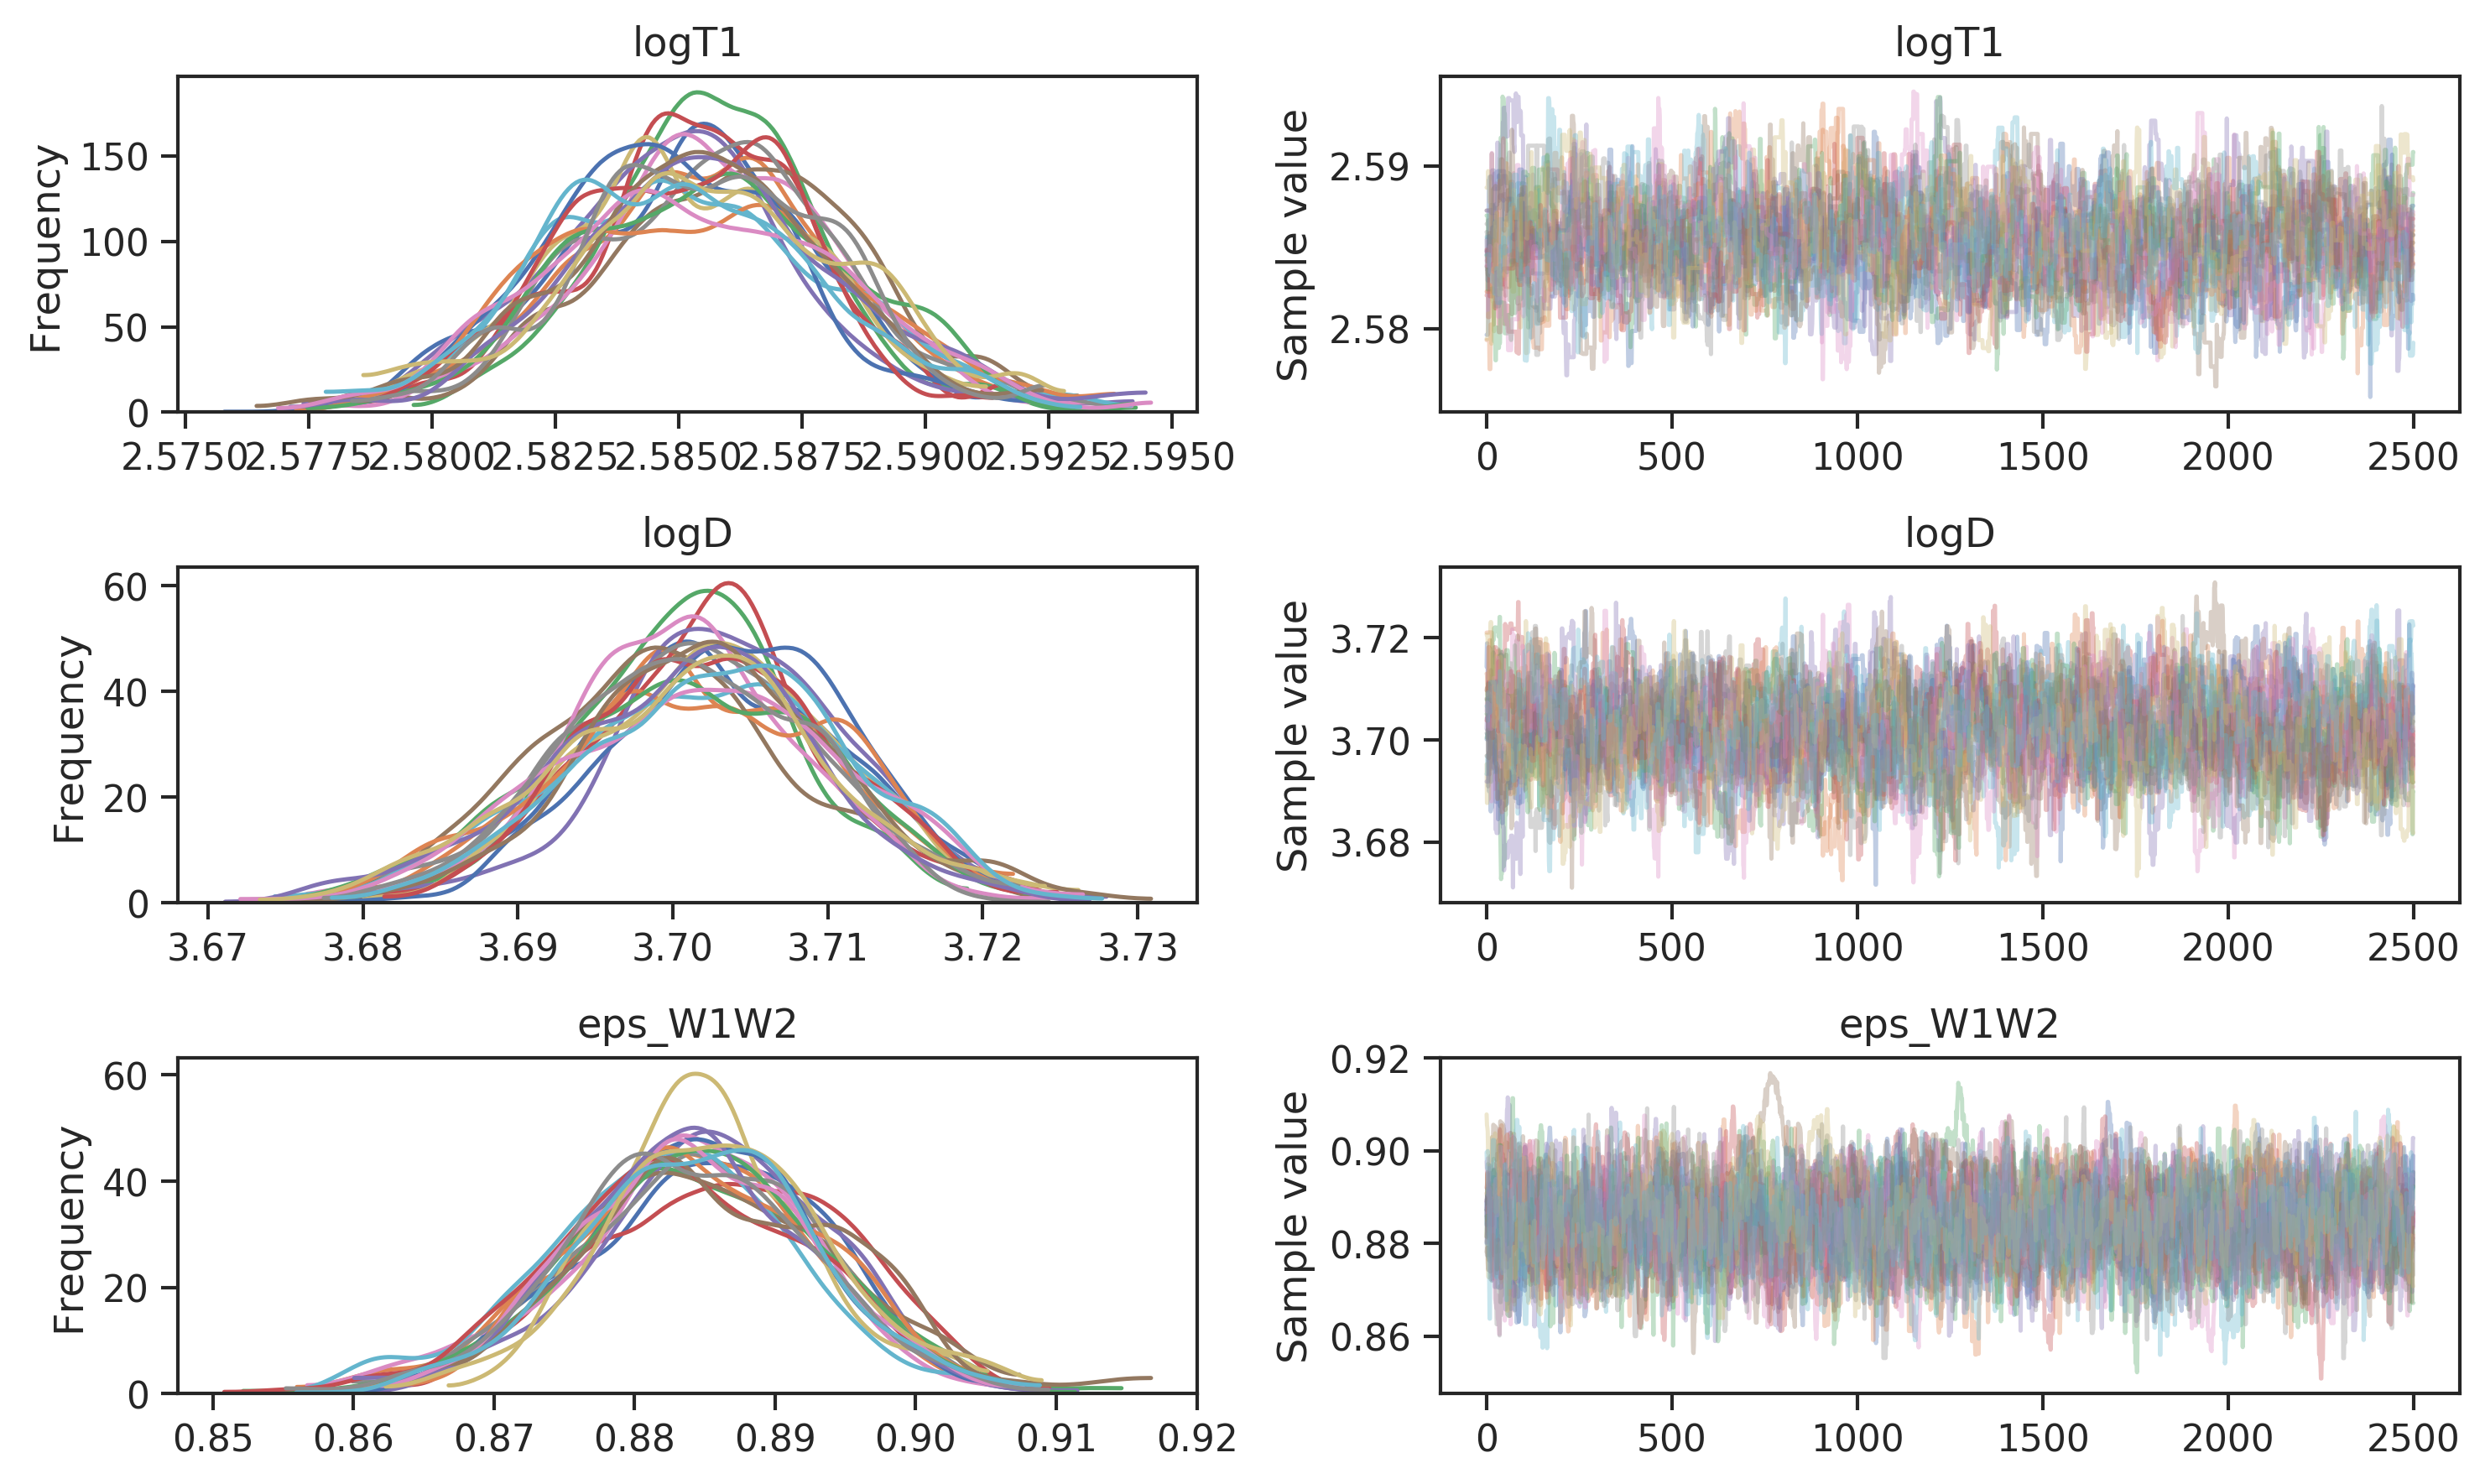 logT1
logT1
Frequency
150
100
50
0
2.5750 2.5775 2.5800 2.5825 2.5850 2.5875 2.5900 2.5925 2.5950
Sample value
2.59
2.58
0 500 1000 1500 2000 2500
logD
logD
Frequency
60
40
20
0
3.67 3.68 3.69 3.70 3.71 3.72 3.73
Sample value
3.72
3.70
3.68
0 500 1000 1500 2000 2500
eps_W1W2
eps_W1W2
Frequency
60
40
20
0
0.85 0.86 0.87 0.88 0.89 0.90 0.91 0.92
Sample value
0.92
0.90
0.88
0.86
0 500 1000 1500 2000 2500